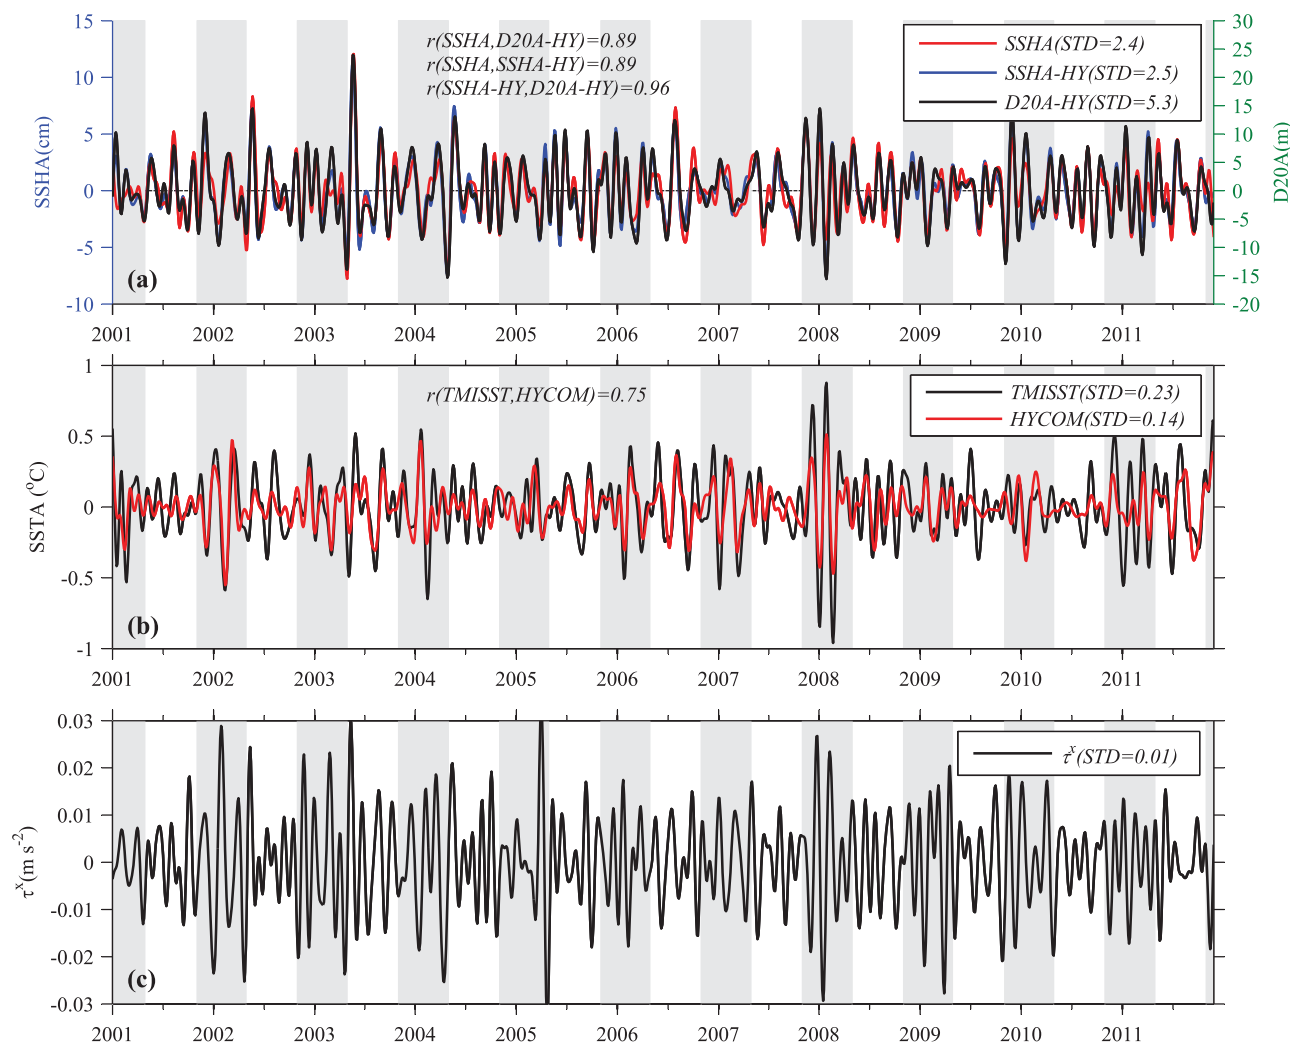 15
10
5
0
-5
-10
SSHA(cm)
30
25
20
15
10
5
0
-5
-10
-15
-20
D20A(m)
r(SSHA,D20A-HY)=0.89
r(SSHA,SSHA-HY)=0.89
r(SSHA-HY,D20A-HY)=0.96
SSHA(STD=2.4)
SSHA-HY(STD=2.5)
D20A-HY(STD=5.3)
(a)
2001 2002 2003 2004 2005 2006 2007 2008 2009 2010 2011
1
0.5
0
-0.5
-1
SSTA (°C)
r(TMISST,HYCOM)=0.75
TMISST(STD=0.23)
HYCOM(STD=0.14)
(b)
2001 2002 2003 2004 2005 2006 2007 2008 2009 2010 2011
0.03
0.02
0.01
0
-0.01
-0.02
-0.03
τˣ(m s⁻²)
τˣ(STD=0.01)
(c)
2001 2002 2003 2004 2005 2006 2007 2008 2009 2010 2011